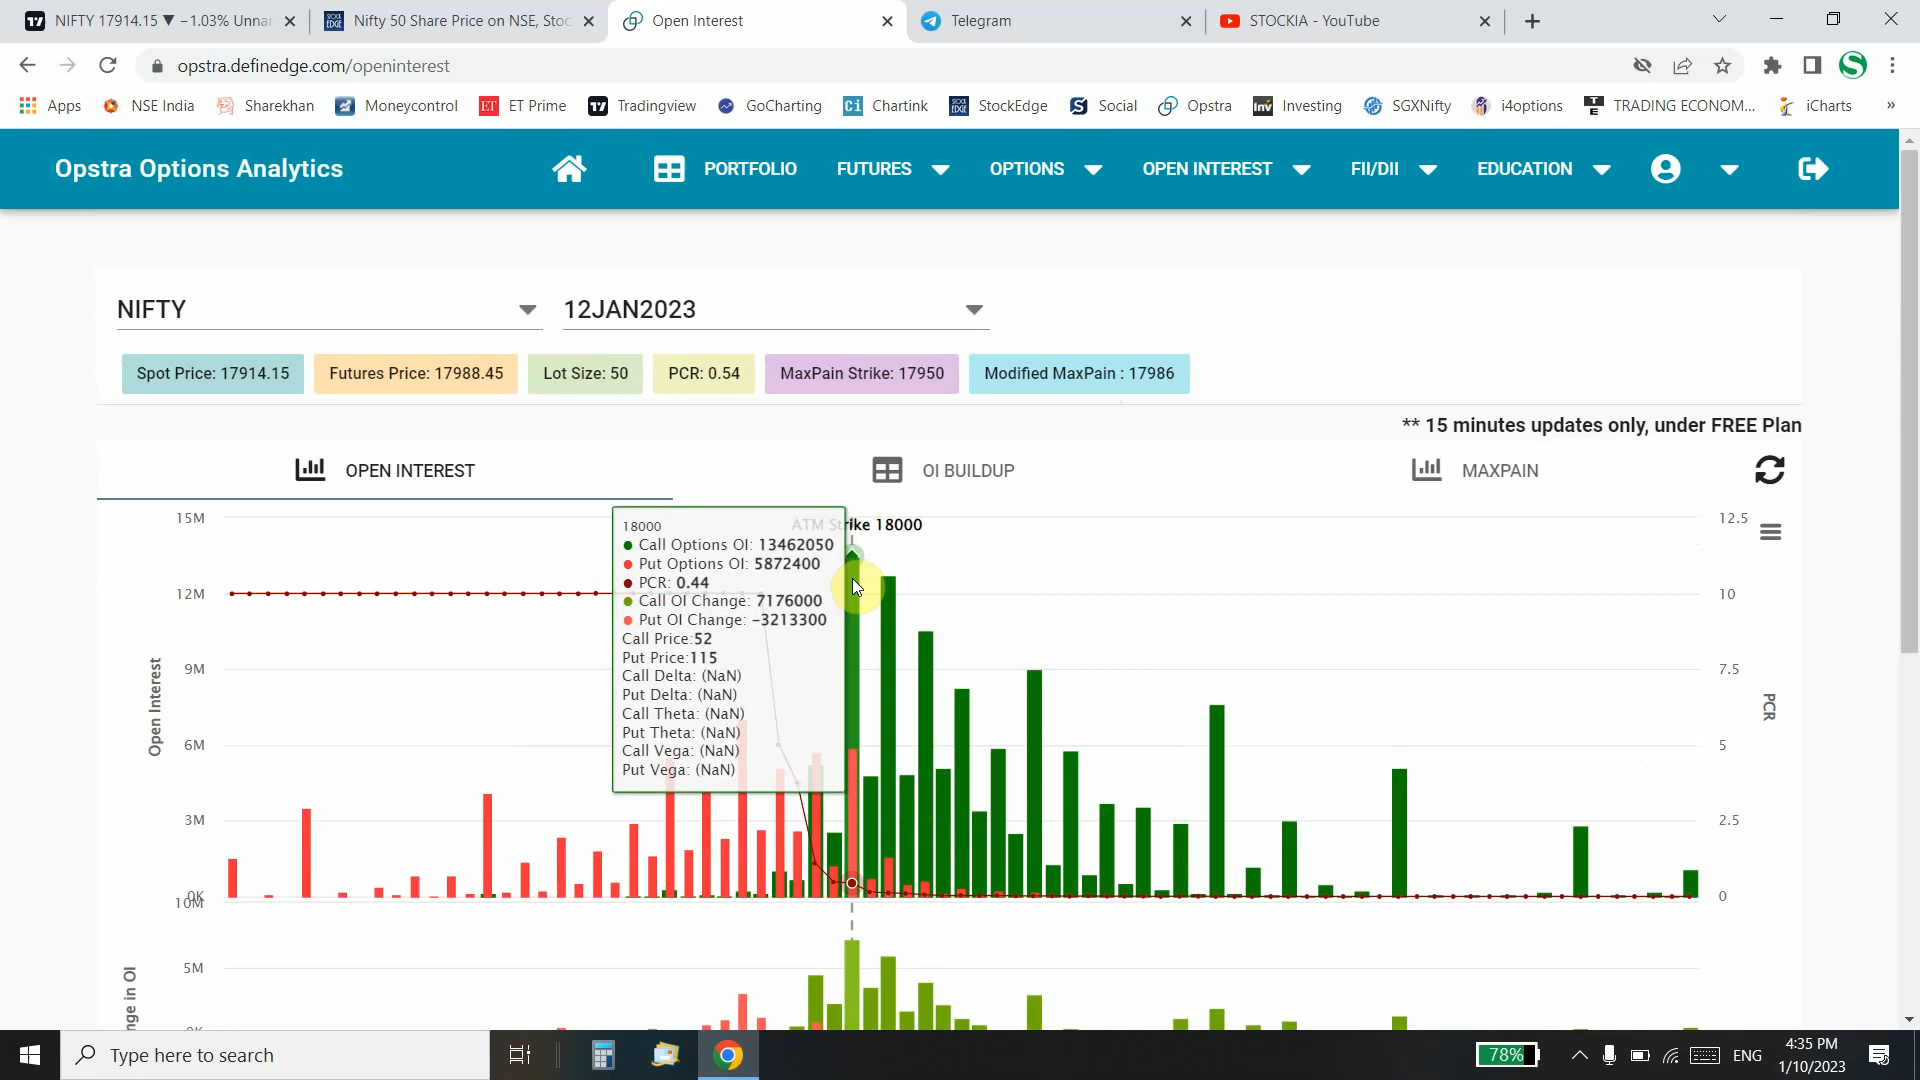 NIFTY 17914.15 ▼ −1.03% Unnar
Nifty 50 Share Price on NSE, Stoc
Open Interest
Telegram
STOCKIA - YouTube
opstra.definedge.com/openinterest
Apps
NSE India
Sharekhan
Moneycontrol
ET Prime
Tradingview
GoCharting
Chartink
StockEdge
Social
Opstra
Investing
SGXNifty
i4options
TRADING ECONOM...
iCharts
»
Opstra Options Analytics
PORTFOLIO
FUTURES
OPTIONS
OPEN INTEREST
FII/DII
EDUCATION
NIFTY
12JAN2023
Spot Price: 17914.15
Futures Price: 17988.45
Lot Size: 50
PCR: 0.54
MaxPain Strike: 17950
Modified MaxPain : 17986
** 15 minutes updates only, under FREE Plan
OPEN INTEREST
OI BUILDUP
MAXPAIN
ATM Strike 18000
18000
Call Options OI: 13462050
Put Options OI: 5872400
PCR: 0.44
Call OI Change: 7176000
Put OI Change: -3213300
Call Price:52
Put Price:115
Call Delta: (NaN)
Put Delta: (NaN)
Call Theta: (NaN)
Put Theta: (NaN)
Call Vega: (NaN)
Put Vega: (NaN)
15M
12M
9M
6M
3M
0K
Open Interest
12.5
10
7.5
5
2.5
0
PCR
10M
5M
0K
nge in OI
Type here to search
78%
ENG
4:35 PM
1/10/2023